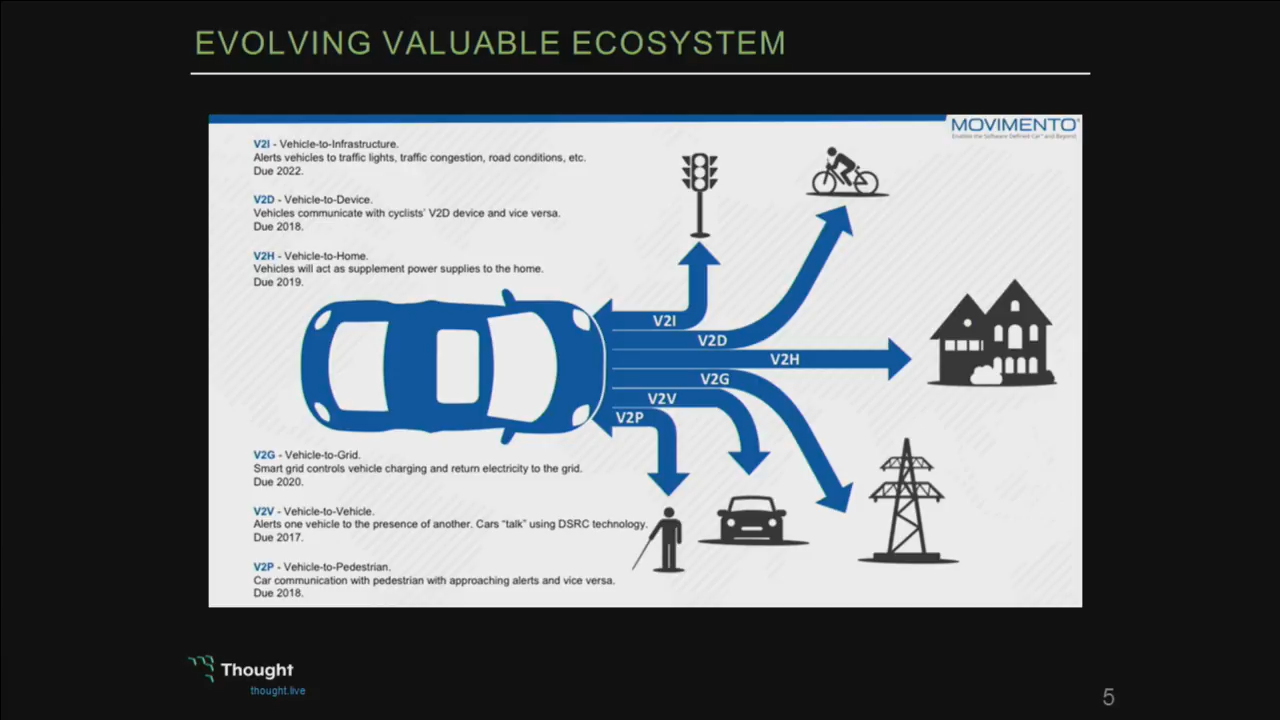 EVOLVING VALUABLE ECOSYSTEM
MOVIMENTO
Enable the Software Defined Car and Beyond
V2I - Vehicle-to-Infrastructure.
Alerts vehicles to traffic lights, traffic congestion, road conditions, etc.
Due 2022.
V2D - Vehicle-to-Device.
Vehicles communicate with cyclists' V2D device and vice versa.
Due 2018.
V2H - Vehicle-to-Home.
Vehicles will act as supplement power supplies to the home.
Due 2019.
V2I
V2D
V2H
V2G
V2V
V2P
V2G - Vehicle-to-Grid.
Smart grid controls vehicle charging and return electricity to the grid.
Due 2020.
V2V - Vehicle-to-Vehicle.
Alerts one vehicle to the presence of another. Cars “talk” using DSRC technology.
Due 2017.
V2P - Vehicle-to-Pedestrian.
Car communication with pedestrian with approaching alerts and vice versa.
Due 2018.
Thought
thought.live
5